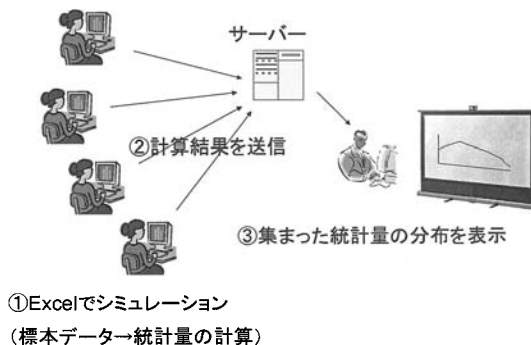 サーバー
②計算結果を送信
③集まった統計量の分布を表示
①Excelでシミュレーション
(標本データ→統計量の計算)